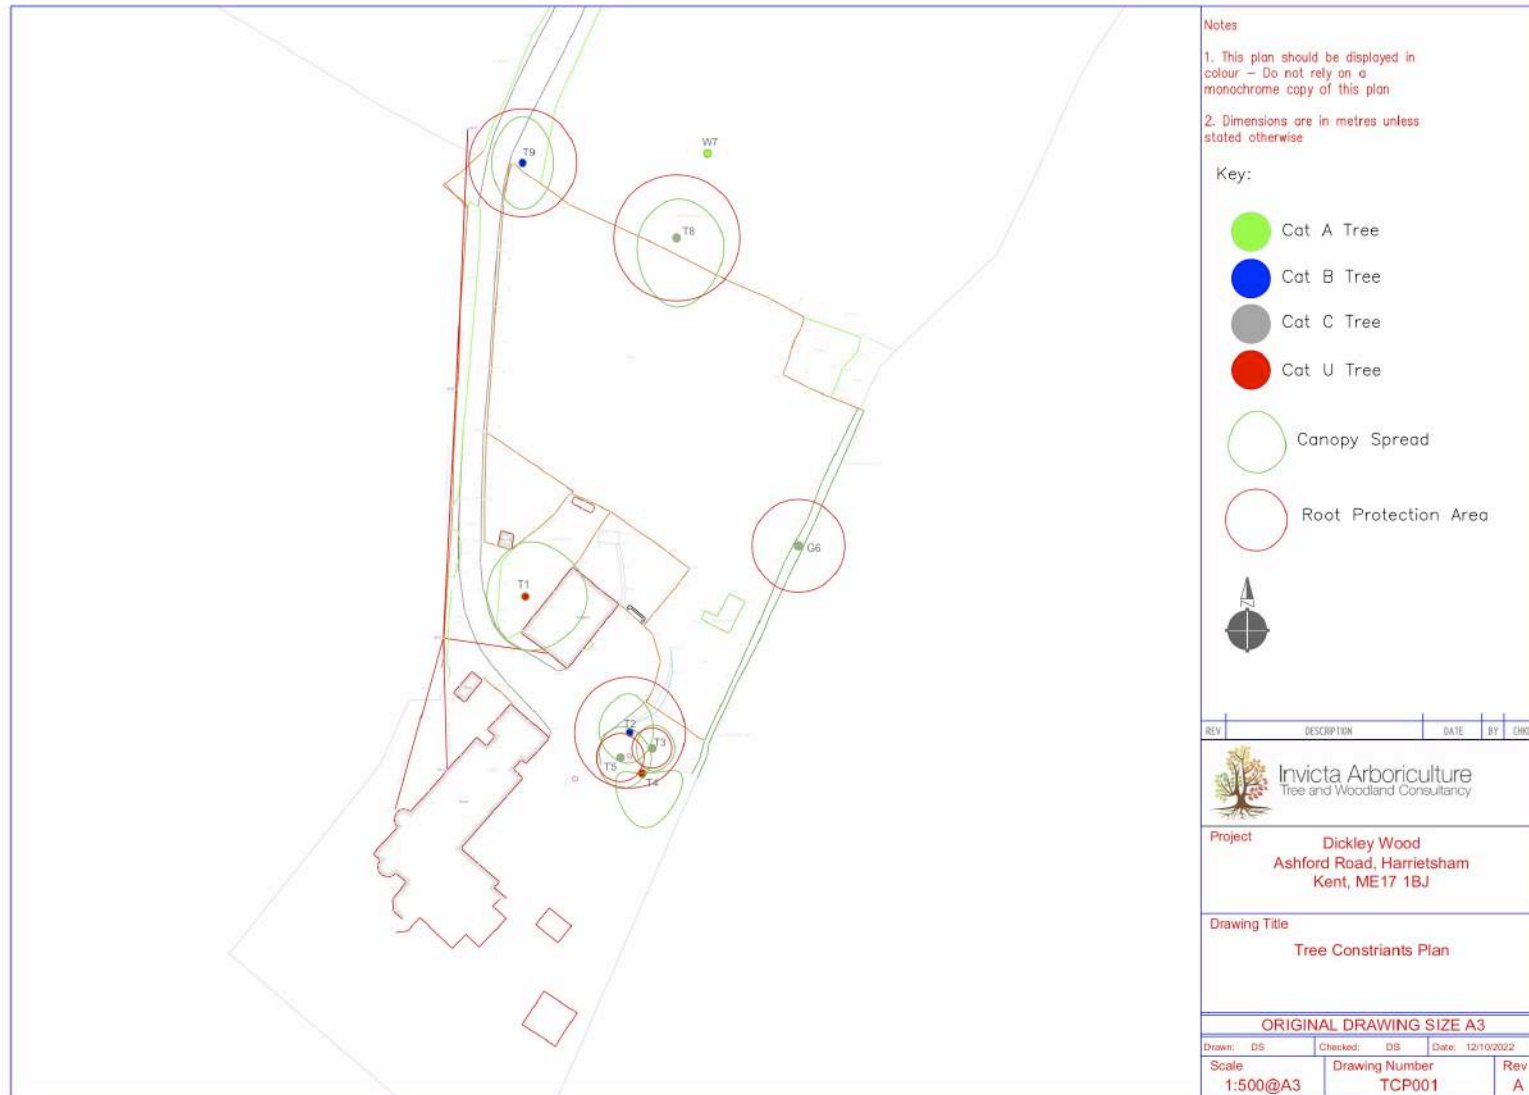 T9
W7
T8
G6
T1
T2
T3
T5
T4
Notes
1. This plan should be displayed in
colour – Do not rely on a
monochrome copy of this plan
2. Dimensions are in metres unless
stated otherwise
Key:
Cat A Tree
Cat B Tree
Cat C Tree
Cat U Tree
Canopy Spread
Root Protection Area
N
REV DESCRIPTION DATE BY CHKD
Invicta Arboriculture
Tree and Woodland Consultancy
Project
Dickley Wood
Ashford Road, Harrietsham
Kent, ME17 1BJ
Drawing Title
Tree Constriants Plan
ORIGINAL DRAWING SIZE A3
Drawn: DS Checked: DS Date: 12/10/2022
Scale Drawing Number Rev
1:500@A3 TCP001 A